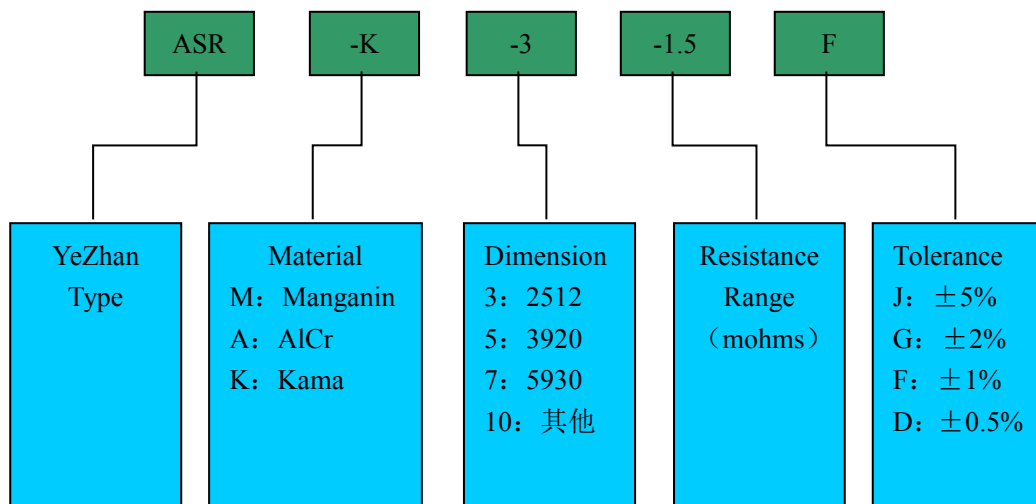 ASR
-K
-3
-1.5
F
YeZhan
Type
Material
M：Manganin
A：AlCr
K：Kama
Dimension
3：2512
5：3920
7：5930
10：其他
Resistance
Range
（mohms）
Tolerance
J：±5%
G：±2%
F：±1%
D：±0.5%